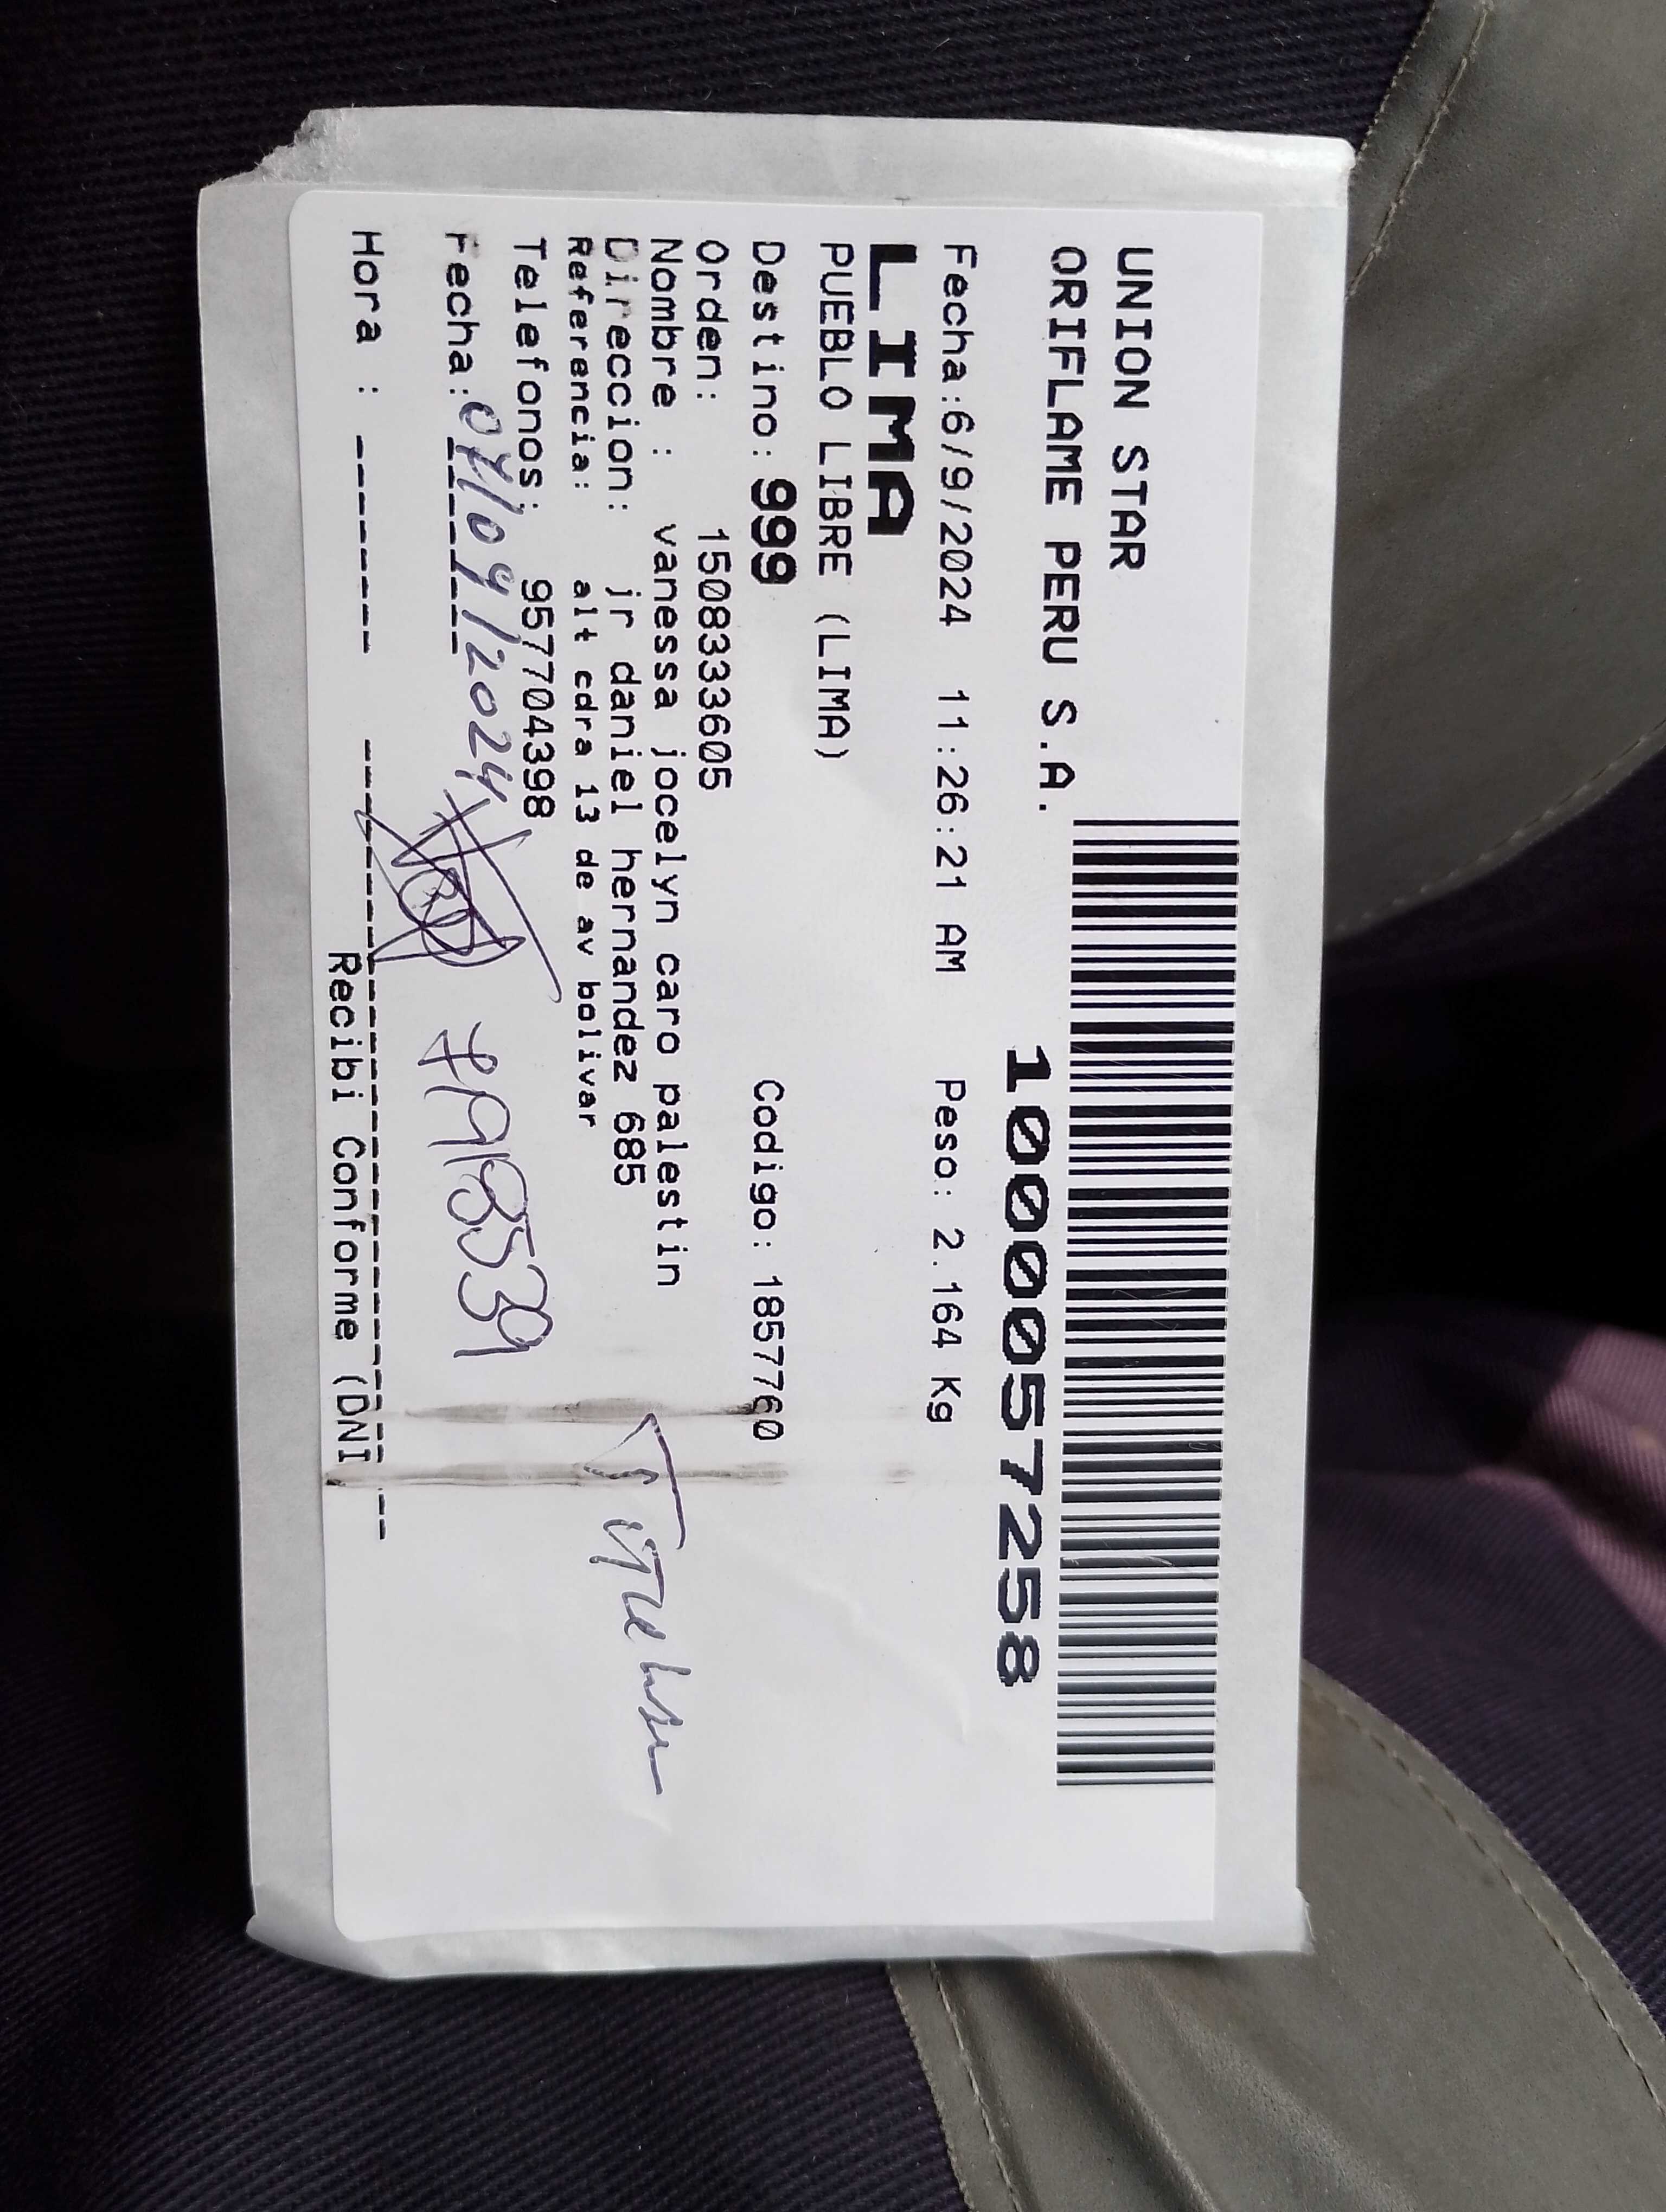 UNION STAR
ORIFLAME PERU S.A.
1000057258
Fecha:6/9/2024 11:26:21 AM Peso: 2.164 Kg
LIMA
PUEBLO LIBRE (LIMA)
Destino: 999 Codigo: 185760
Orden: 1508333605
Nombre : vanessa jocelyn caro palestin
Direccion: jr daniel hernandez 685
Referencia: alt cdra 13 de av bolivar
Telefonos: 957704398
Fecha: 07/09/2024
Hora :
Recibi Conforme (DNI